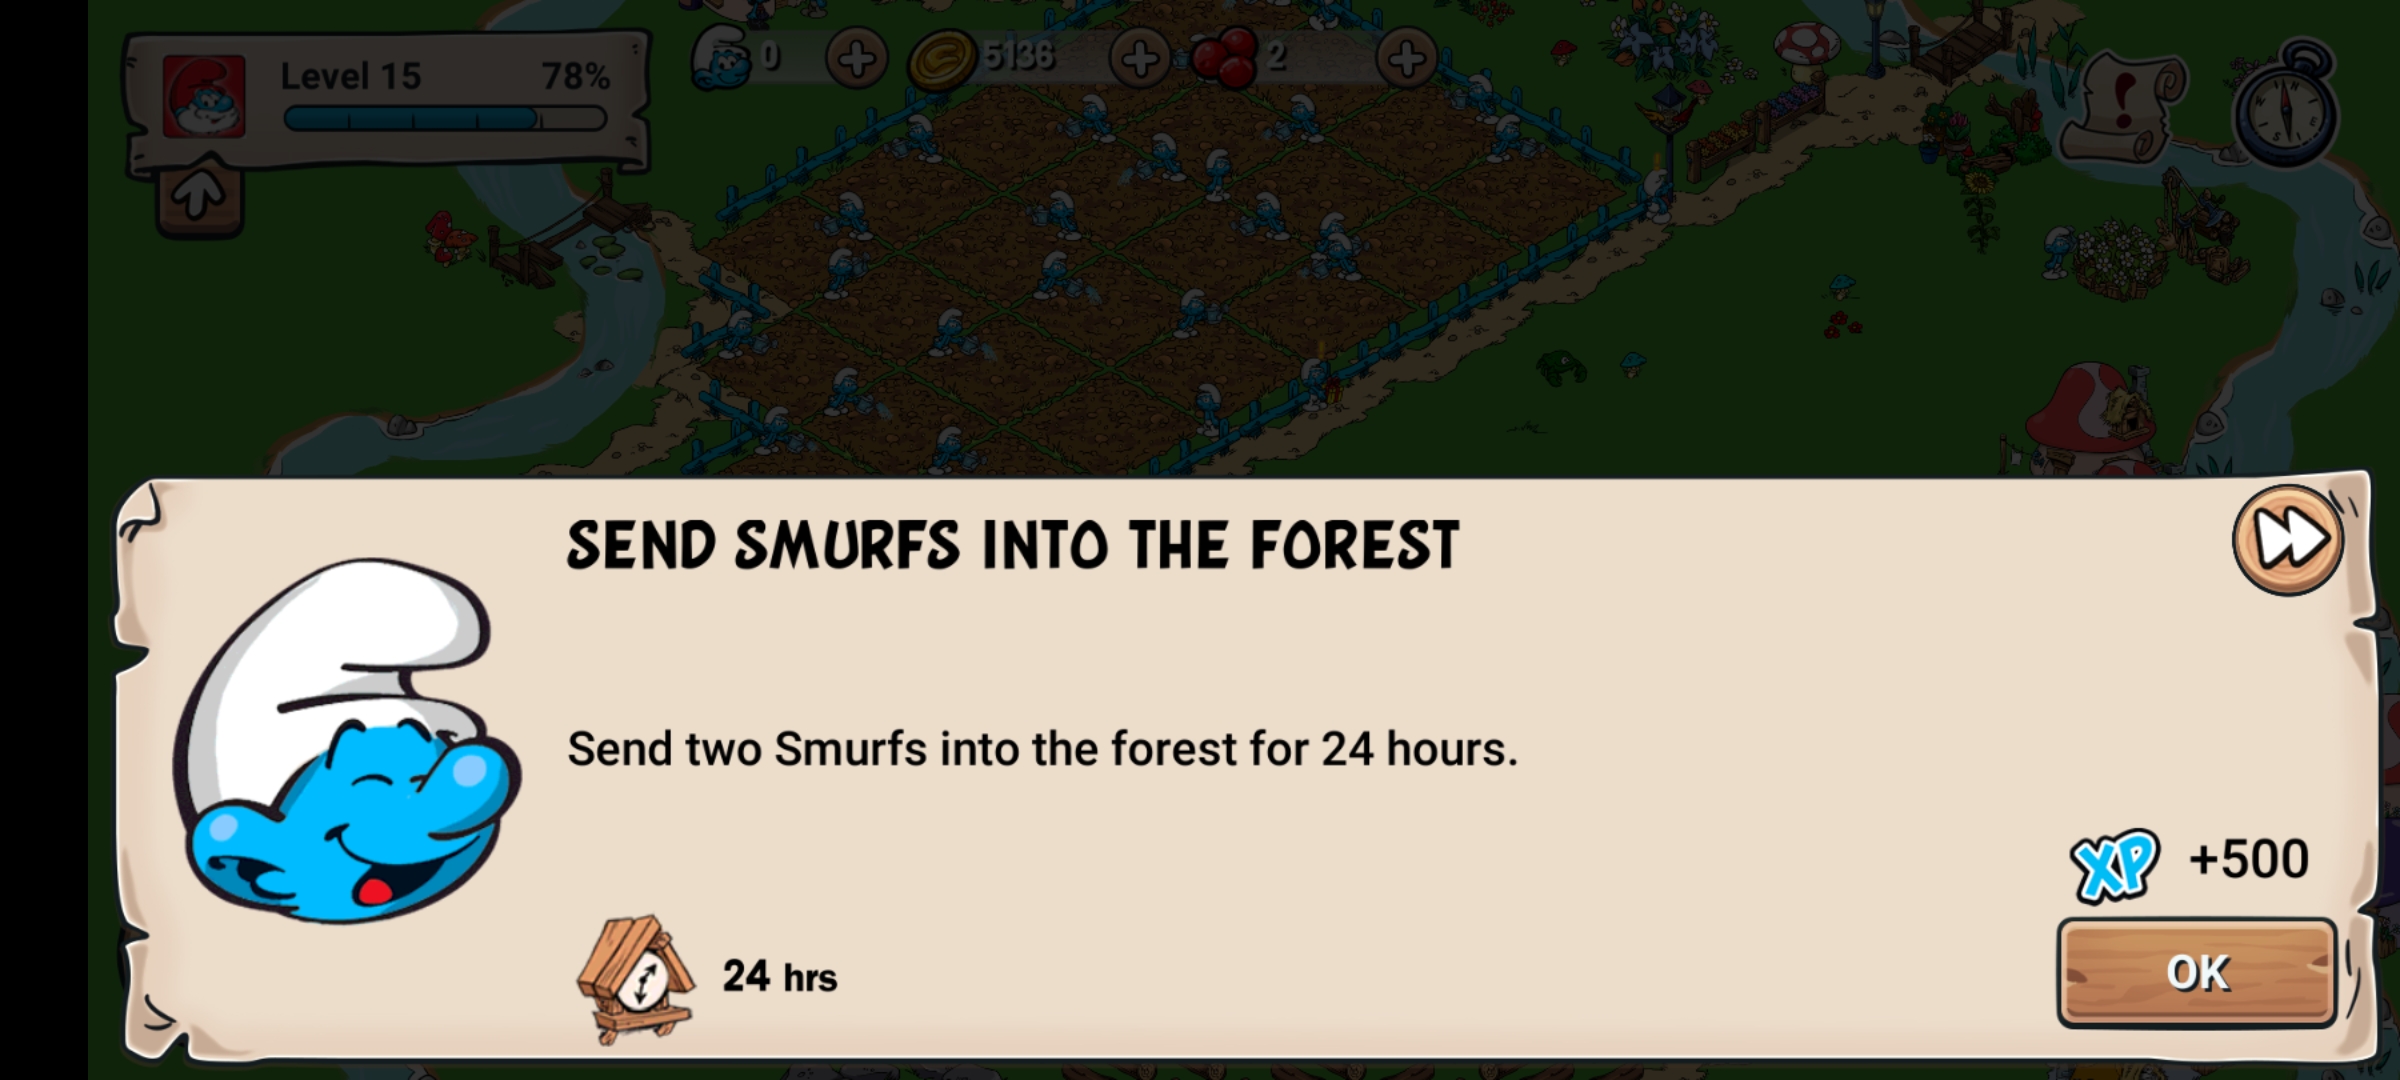 Level 15 78%
0 5136 2
SEND SMURFS INTO THE FOREST
Send two Smurfs into the forest for 24 hours.
XP +500
24 hrs
OK